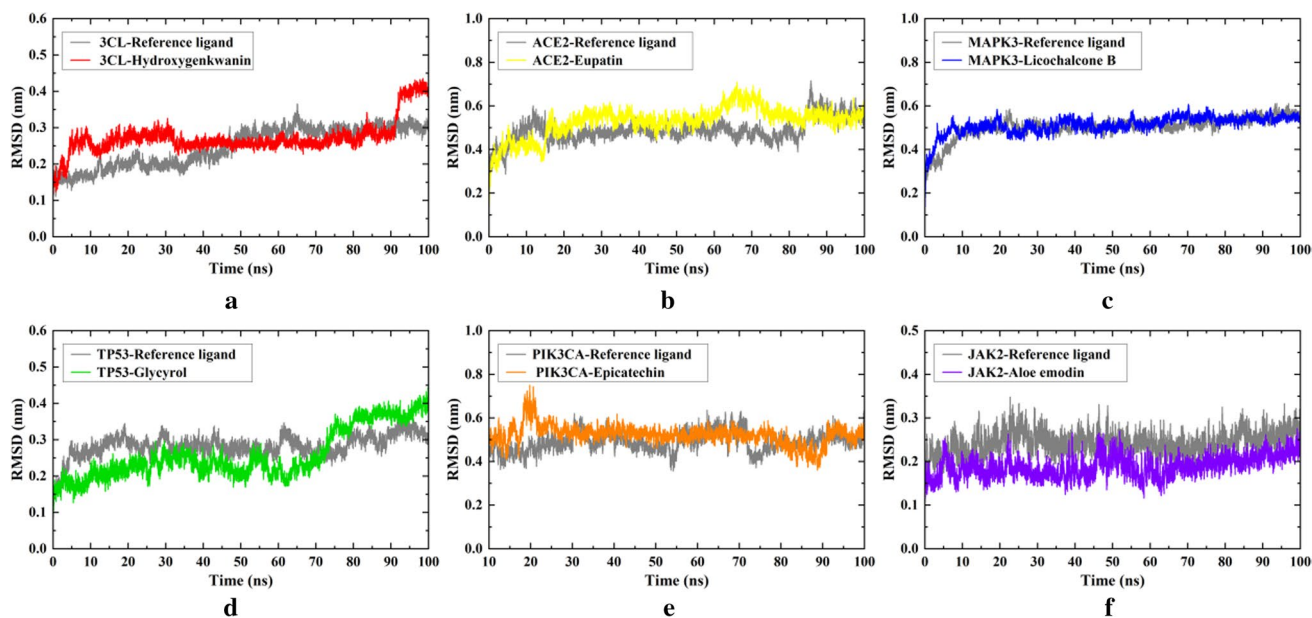 3CL-Reference ligand
3CL-Hydroxygenkwanin
RMSD (nm)
0.6
0.5
0.4
0.3
0.2
0.1
0.0
0 10 20 30 40 50 60 70 80 90 100
Time (ns)
a
ACE2-Reference ligand
ACE2-Eupatin
RMSD (nm)
1.0
0.8
0.6
0.4
0.2
0.0
10 10 20 30 40 50 60 70 80 90 100
Time (ns)
b
MAPK3-Reference ligand
MAPK3-Licochalcone B
RMSD (nm)
1.0
0.8
0.6
0.4
0.2
0.0
0 10 20 30 40 50 60 70 80 90 100
Time (ns)
c
TP53-Reference ligand
TP53-Glycyrol
RMSD (nm)
0.6
0.5
0.4
0.3
0.2
0.1
0.0
0 10 20 30 40 50 60 70 80 90 100
Time (ns)
d
PIK3CA-Reference ligand
PIK3CA-Epicatechin
RMSD (nm)
1.0
0.8
0.6
0.4
0.2
0.0
10 10 20 30 40 50 60 70 80 90 100
Time (ns)
e
JAK2-Reference ligand
JAK2-Aloe emodin
RMSD (nm)
0.5
0.4
0.3
0.2
0.1
0.0
0 10 20 30 40 50 60 70 80 90 100
Time (ns)
f